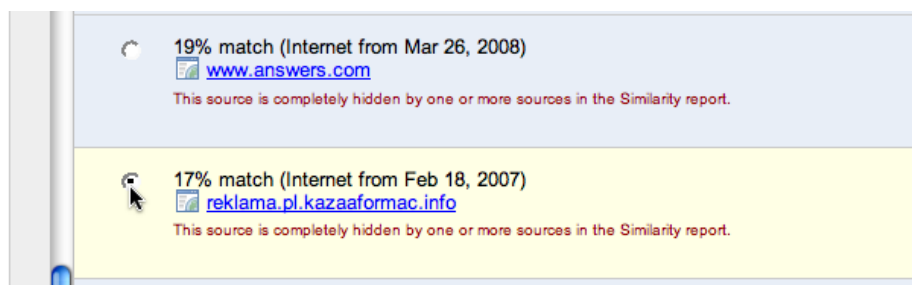 19% match (Internet from Mar 26, 2008)
www.answers.com
This source is completely hidden by one or more sources in the Similarity report.
17% match (Internet from Feb 18, 2007)
reklama.pl.kazaaformac.info
This source is completely hidden by one or more sources in the Similarity report.